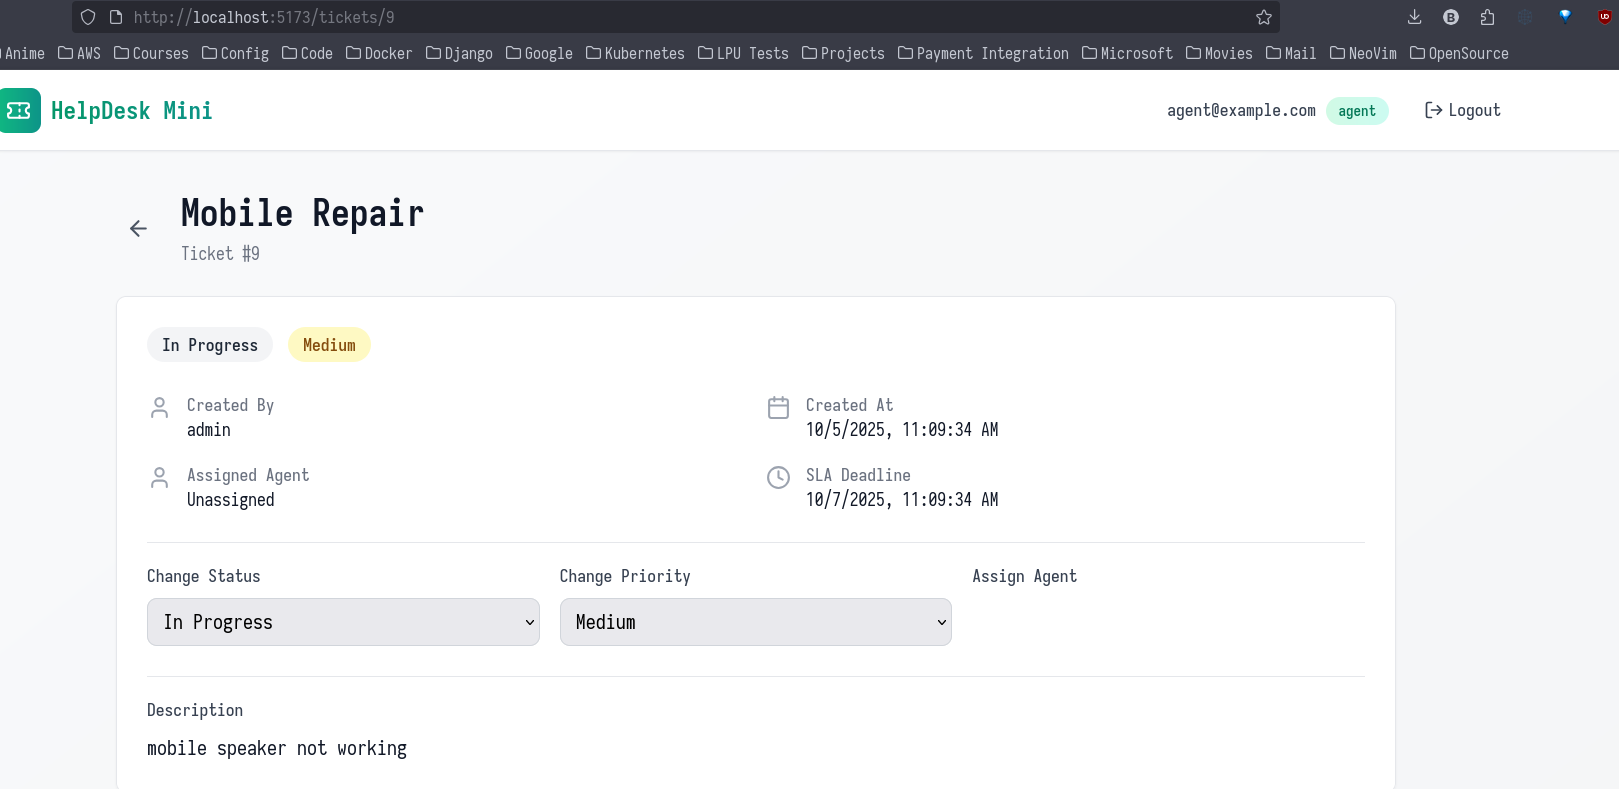 http://localhost:5173/tickets/9
Anime AWS Courses Config Code Docker Django Google Kubernetes LPU Tests Projects Payment Integration Microsoft Movies Mail NeoVim OpenSource
HelpDesk Mini agent@example.com agent Logout
Mobile Repair
Ticket #9
In Progress Medium
Created By Created At
admin 10/5/2025, 11:09:34 AM
Assigned Agent SLA Deadline
Unassigned 10/7/2025, 11:09:34 AM
Change Status Change Priority Assign Agent
In Progress Medium
Description
mobile speaker not working